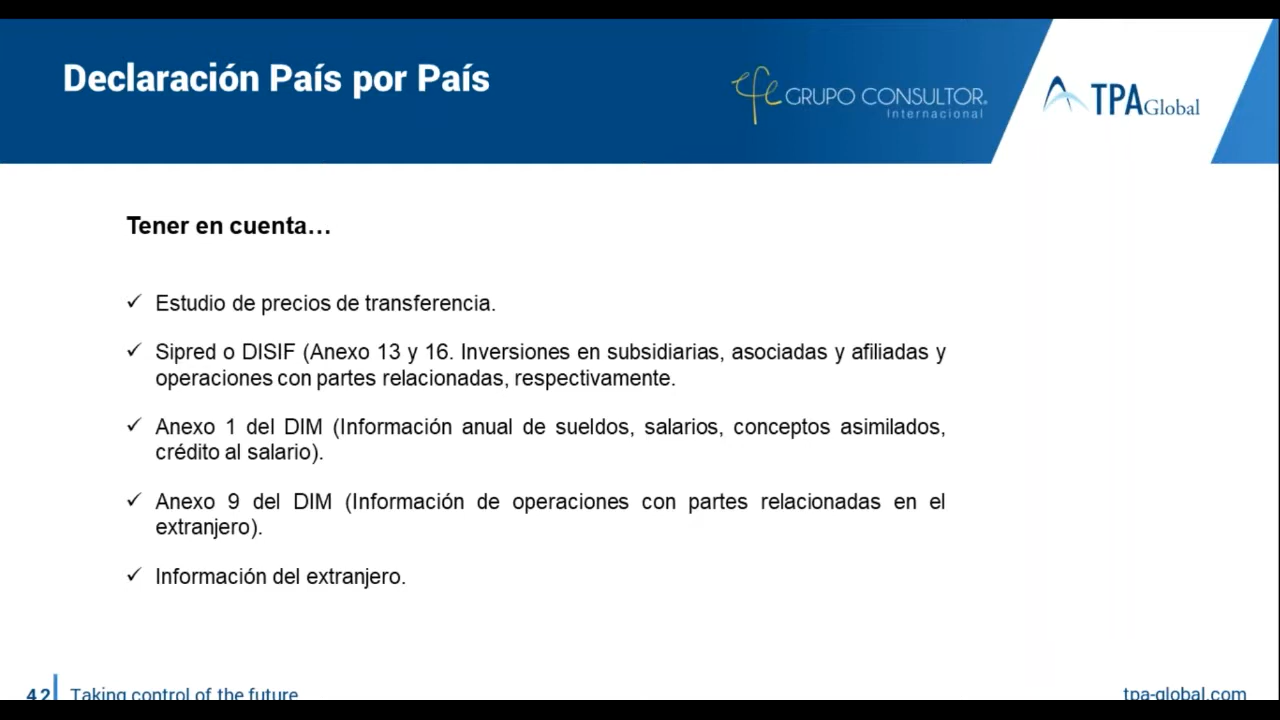 Declaración País por País
efe GRUPO CONSULTOR®
Internacional
TPA Global
Tener en cuenta...
✓ Estudio de precios de transferencia.
✓ Sipred o DISIF (Anexo 13 y 16. Inversiones en subsidiarias, asociadas y afiliadas y
operaciones con partes relacionadas, respectivamente.
✓ Anexo 1 del DIM (Información anual de sueldos, salarios, conceptos asimilados,
crédito al salario).
✓ Anexo 9 del DIM (Información de operaciones con partes relacionadas en el
extranjero).
✓ Información del extranjero.
42 Taking control of the future
tpa-global.com